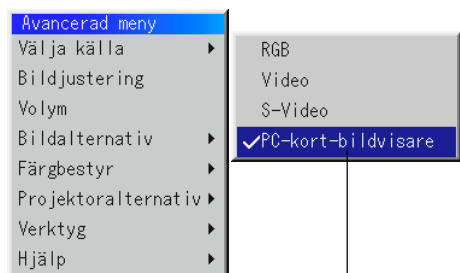 Avancerad meny
Välja källa
Bildjustering
Volym
Bildalternativ
Färgbestyr
Projektoralternativ
Verktyg
Hjälp
RGB
Video
S-Video
PC-kort-bildvisare